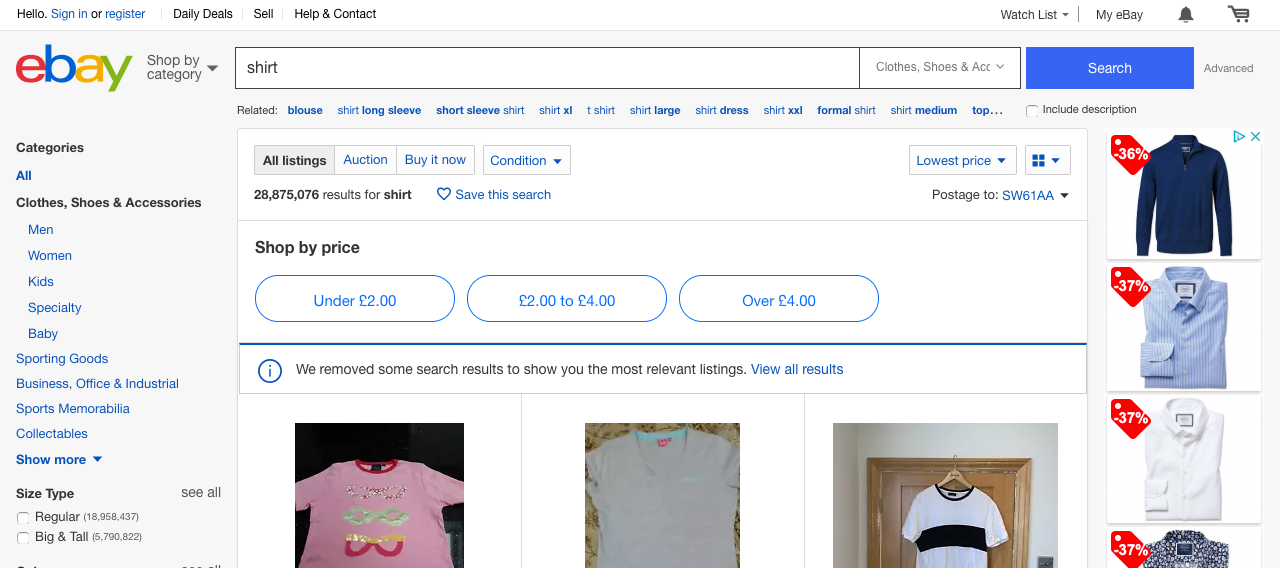 Hello. Sign in or register
Daily Deals
Sell
Help & Contact
Watch List
My eBay
ebay
Shop by category
shirt
Clothes, Shoes & Acc
Search
Advanced
Related: blouse shirt long sleeve short sleeve shirt shirt xl t shirt shirt large shirt dress shirt xxl formal shirt shirt medium top...
Include description
Categories
All
Clothes, Shoes & Accessories
Men
Women
Kids
Specialty
Baby
Sporting Goods
Business, Office & Industrial
Sports Memorabilia
Collectables
Show more
Size Type see all
Regular (18,958,437)
Big & Tall (5,790,822)
see all
All listings
Auction
Buy it now
Condition
Lowest price
28,875,076 results for shirt
Save this search
Postage to: SW61AA
Shop by price
Under £2.00
£2.00 to £4.00
Over £4.00
We removed some search results to show you the most relevant listings. View all results
-36%
-37%
-37%
-37%